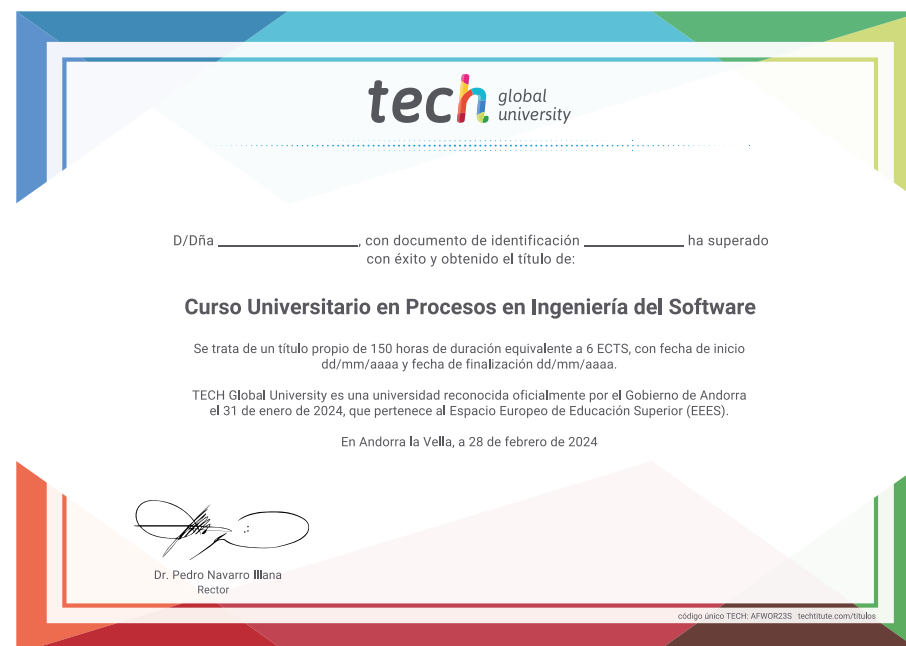 tech global university
D/Dña ____________________, con documento de identificación ______________ ha superado
con éxito y obtenido el título de:
Curso Universitario en Procesos en Ingeniería del Software
Se trata de un título propio de 150 horas de duración equivalente a 6 ECTS, con fecha de inicio
dd/mm/aaaa y fecha de finalización dd/mm/aaaa.
TECH Global University es una universidad reconocida oficialmente por el Gobierno de Andorra
el 31 de enero de 2024, que pertenece al Espacio Europeo de Educación Superior (EEES).
En Andorra la Vella, a 28 de febrero de 2024
Dr. Pedro Navarro Illana
Rector
código único TECH: AFWOR23S techtitute.com/titulos